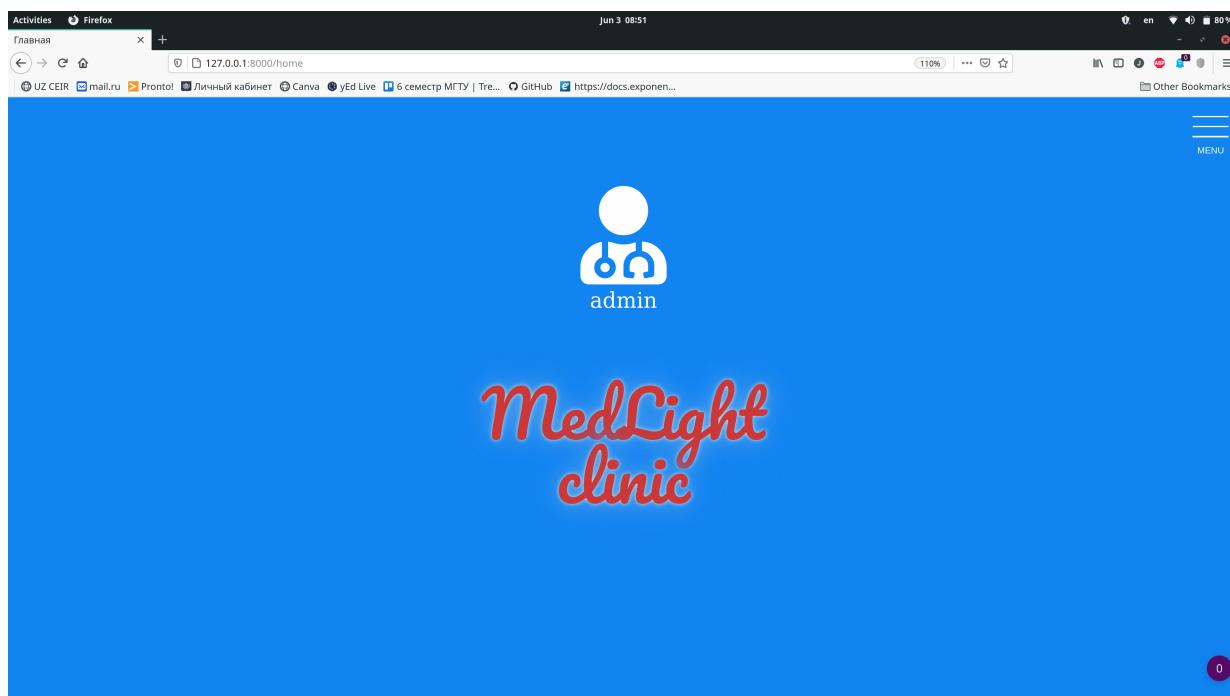 Activities Firefox Jun 3 08:51 en 80%
Главная
127.0.0.1:8000/home 110%
UZ CEIR mail.ru Pronto! Личный кабинет Canva yEd Live 6 семестр МГТУ | Tre... GitHub https://docs.exponen... Other Bookmarks
MENU
admin
MedLight
clinic
0